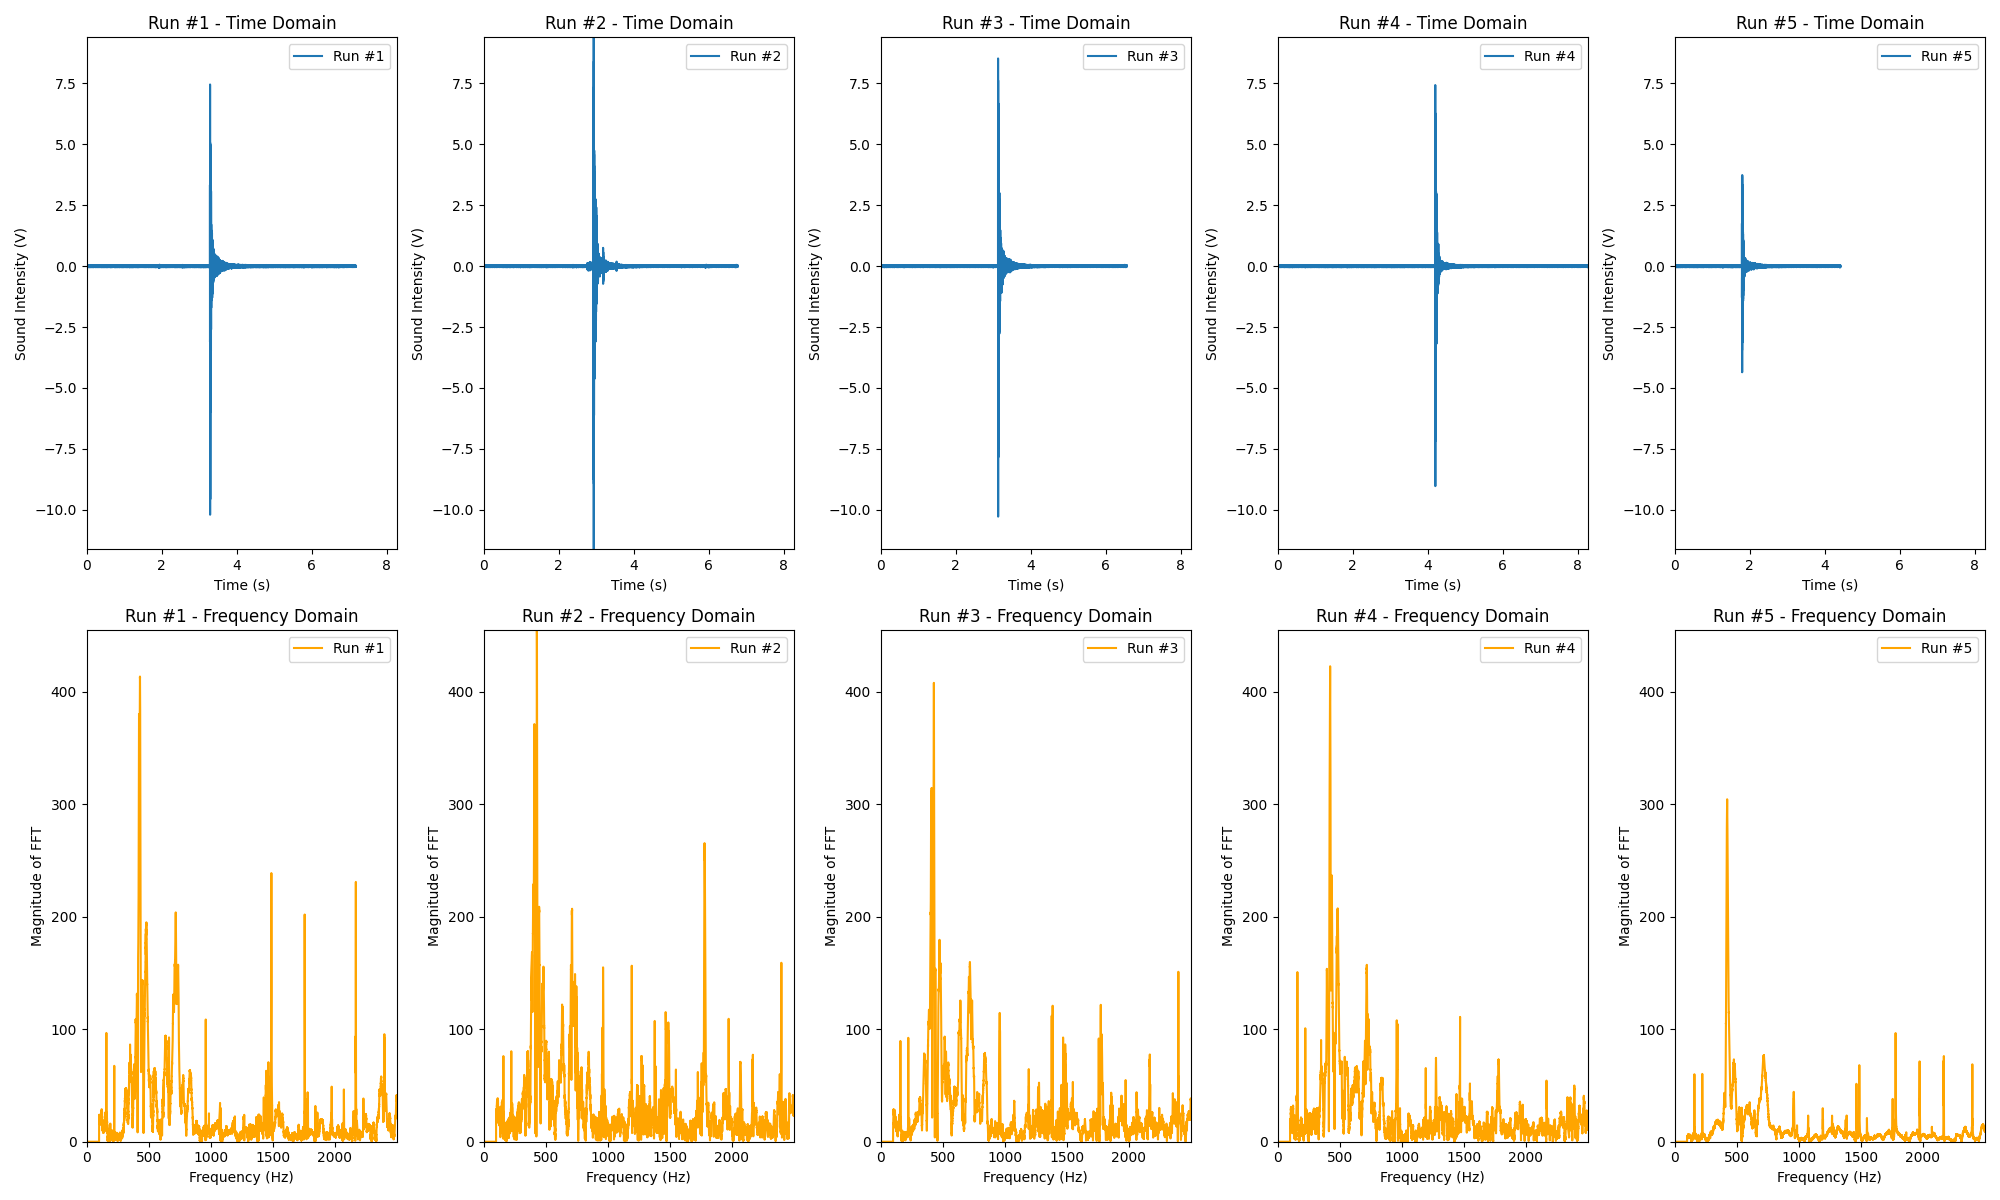 Run #1 - Time Domain
Run #2 - Time Domain
Run #3 - Time Domain
Run #4 - Time Domain
Run #5 - Time Domain
Run #1
Run #2
Run #3
Run #4
Run #5
Sound Intensity (V)
7.5
5.0
2.5
0.0
−2.5
−5.0
−7.5
−10.0
0 2 4 6 8
Time (s)
Sound Intensity (V)
7.5
5.0
2.5
0.0
−2.5
−5.0
−7.5
−10.0
0 2 4 6 8
Time (s)
Sound Intensity (V)
7.5
5.0
2.5
0.0
−2.5
−5.0
−7.5
−10.0
0 2 4 6 8
Time (s)
Sound Intensity (V)
7.5
5.0
2.5
0.0
−2.5
−5.0
−7.5
−10.0
0 2 4 6 8
Time (s)
Sound Intensity (V)
7.5
5.0
2.5
0.0
−2.5
−5.0
−7.5
−10.0
0 2 4 6 8
Time (s)
Run #1 - Frequency Domain
Run #2 - Frequency Domain
Run #3 - Frequency Domain
Run #4 - Frequency Domain
Run #5 - Frequency Domain
Run #1
Run #2
Run #3
Run #4
Run #5
Magnitude of FFT
400
300
200
100
0
0 500 1000 1500 2000
Frequency (Hz)
Magnitude of FFT
400
300
200
100
0
0 500 1000 1500 2000
Frequency (Hz)
Magnitude of FFT
400
300
200
100
0
0 500 1000 1500 2000
Frequency (Hz)
Magnitude of FFT
400
300
200
100
0
0 500 1000 1500 2000
Frequency (Hz)
Magnitude of FFT
400
300
200
100
0
0 500 1000 1500 2000
Frequency (Hz)